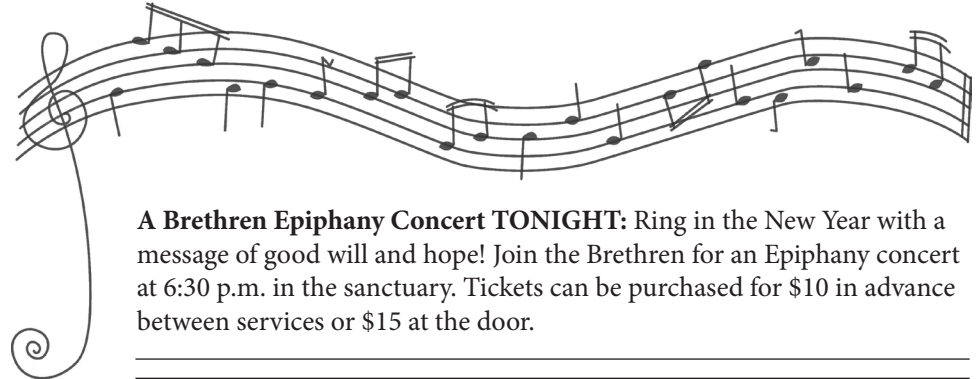 A Brethren Epiphany Concert TONIGHT: Ring in the New Year with a
message of good will and hope! Join the Brethren for an Epiphany concert
at 6:30 p.m. in the sanctuary. Tickets can be purchased for $10 in advance
between services or $15 at the door.